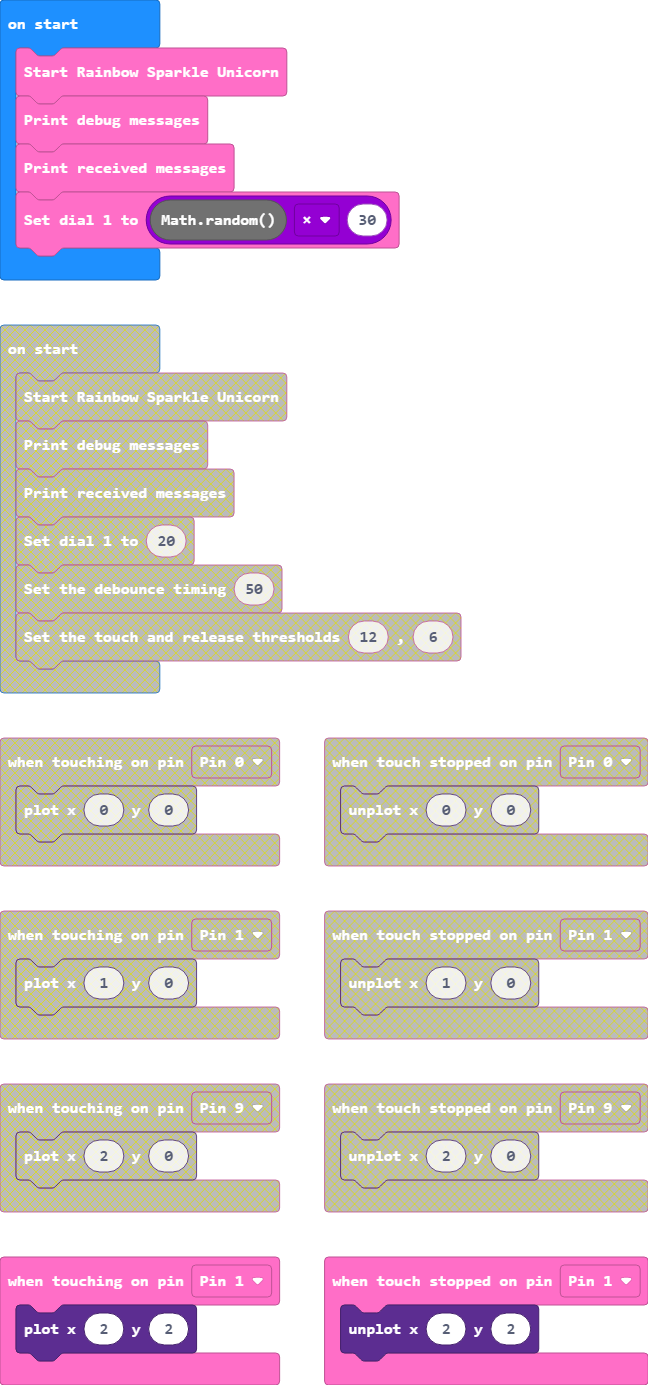 on start
Start Rainbow Sparkle Unicorn
Print debug messages
Print received messages
Set dial 1 to Math.random() × 30
on start
Start Rainbow Sparkle Unicorn
Print debug messages
Print received messages
Set dial 1 to 20
Set the debounce timing 50
Set the touch and release thresholds 12 , 6
when touching on pin Pin 0
plot x 0 y 0
when touch stopped on pin Pin 0
unplot x 0 y 0
when touching on pin Pin 1
plot x 1 y 0
when touch stopped on pin Pin 1
unplot x 1 y 0
when touching on pin Pin 9
plot x 2 y 0
when touch stopped on pin Pin 9
unplot x 2 y 0
when touching on pin Pin 1
plot x 2 y 2
when touch stopped on pin Pin 1
unplot x 2 y 2